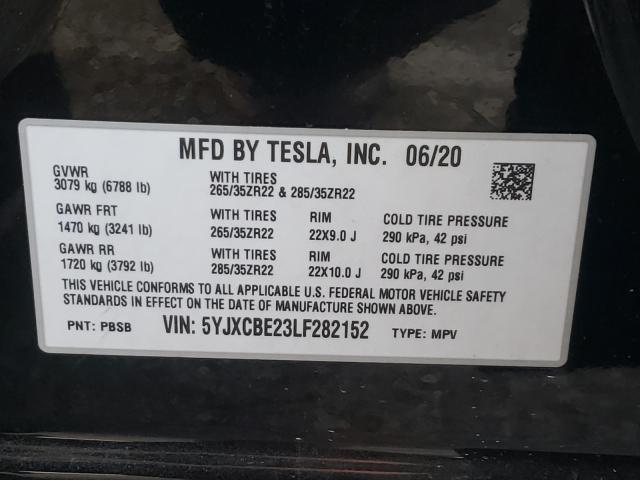 MFD BY TESLA, INC. 06/20
GVWR
3079 kg (6788 lb)
WITH TIRES
265/35ZR22 & 285/35ZR22
GAWR FRT
1470 kg (3241 lb)
WITH TIRES
265/35ZR22
RIM
22X9.0 J
COLD TIRE PRESSURE
290 kPa, 42 psi
GAWR RR
1720 kg (3792 lb)
WITH TIRES
285/35ZR22
RIM
22X10.0 J
COLD TIRE PRESSURE
290 kPa, 42 psi
THIS VEHICLE CONFORMS TO ALL APPLICABLE U.S. FEDERAL MOTOR VEHICLE SAFETY
STANDARDS IN EFFECT ON THE DATE OF MANUFACTURE SHOWN ABOVE.
PNT: PBSB VIN: 5YJXCBE23LF282152 TYPE: MPV